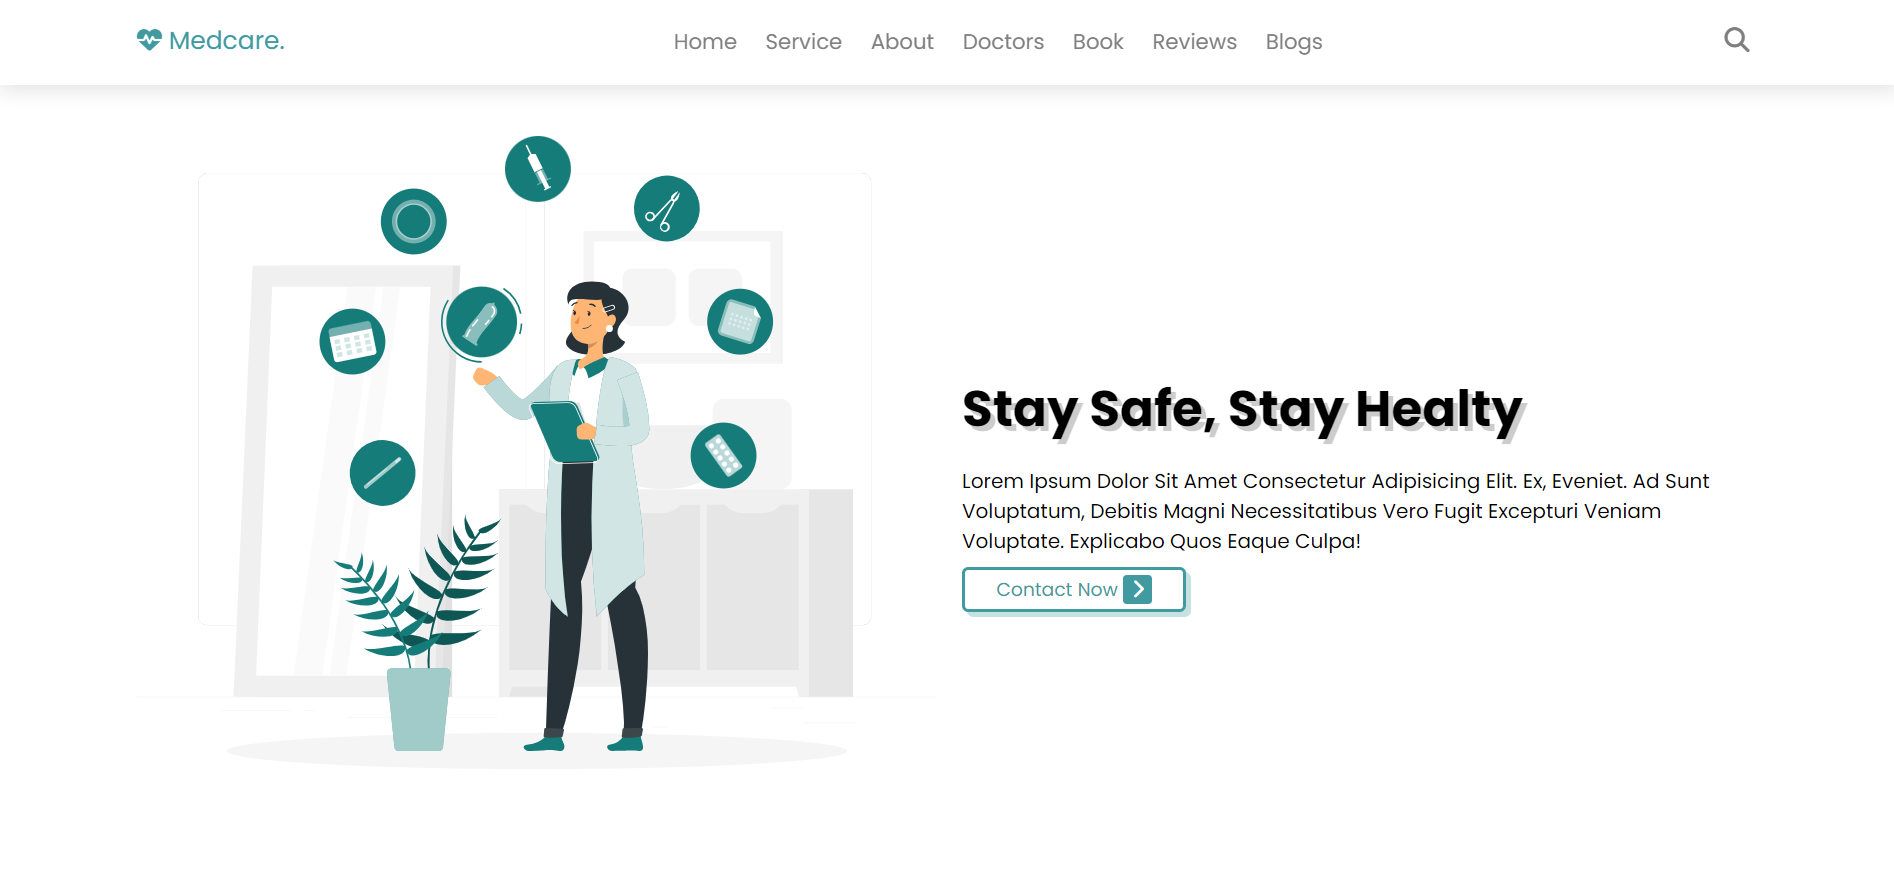 Medcare.
Home Service About Doctors Book Reviews Blogs
Stay Safe, Stay Healty
Lorem Ipsum Dolor Sit Amet Consectetur Adipisicing Elit. Ex, Eveniet. Ad Sunt
Voluptatum, Debitis Magni Necessitatibus Vero Fugit Excepturi Veniam
Voluptate. Explicabo Quos Eaque Culpa!
Contact Now